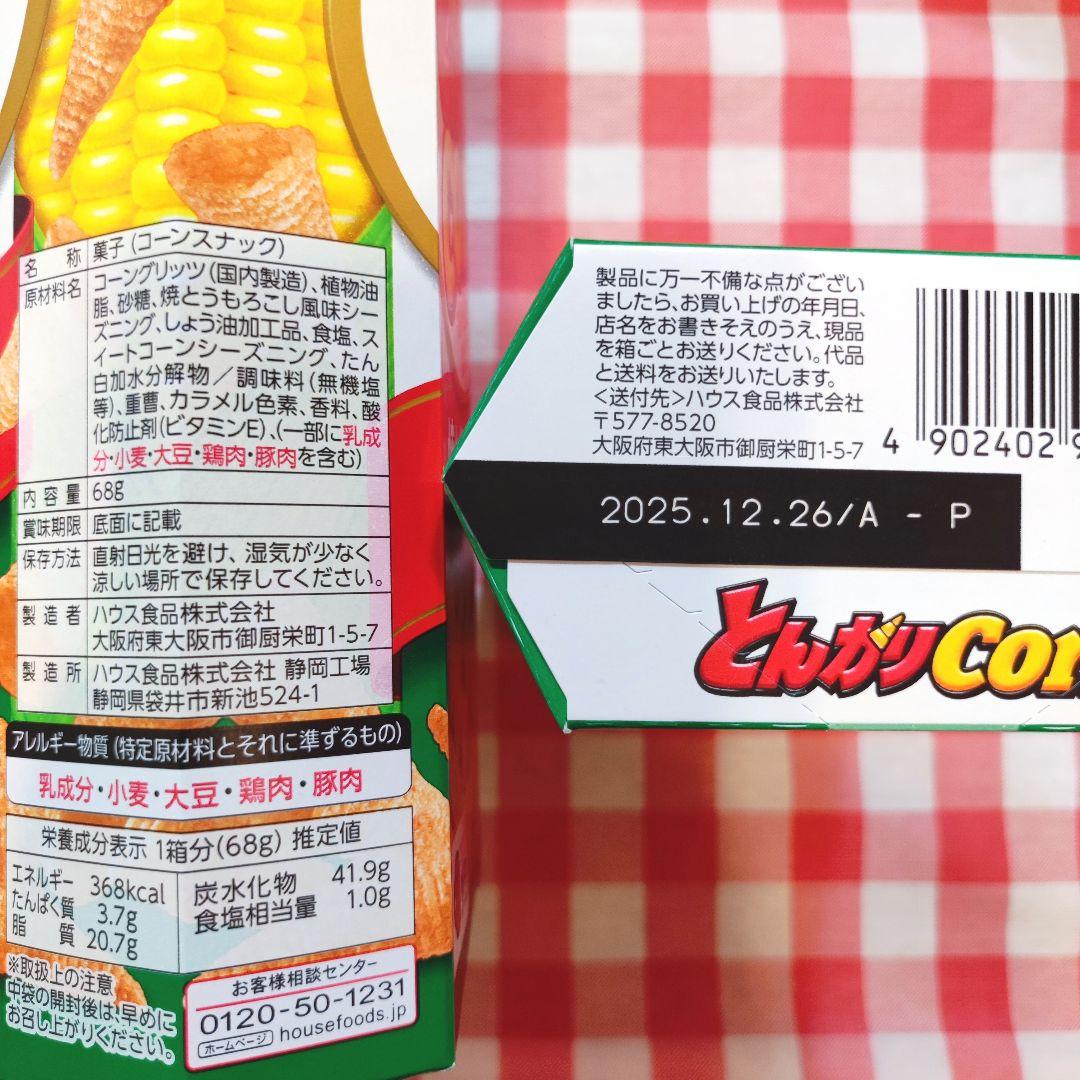 名称 菓子(コーンスナック)
原材料名 コーングリッツ(国内製造)、植物油
脂、砂糖、焼とうもろこし風味シー
ズニング、しょう油加工品、食塩、ス
イートコーンシーズニング、たん
白加水分解物／調味料(無機塩
等)、重曹、カラメル色素、香料、酸
化防止剤(ビタミンE)、(一部に乳成
分・小麦・大豆・鶏肉・豚肉を含む)
内容量 68g
賞味期限 底面に記載
保存方法 直射日光を避け、湿気が少なく
涼しい場所で保存してください。
製造者 ハウス食品株式会社
大阪府東大阪市御厨栄町1-5-7
製造所 ハウス食品株式会社 静岡工場
静岡県袋井市新池524-1
アレルギー物質(特定原材料とそれに準ずるもの)
乳成分・小麦・大豆・鶏肉・豚肉
栄養成分表示 1箱分(68g) 推定値
エネルギー 368kcal
たんぱく質 3.7g
脂質 20.7g
炭水化物 41.9g
食塩相当量 1.0g
※取扱上の注意
中袋の開封後は、早めに
お召し上がりください。
お客様相談センター
0120-50-1231
ホームページ housefoods.jp
製品に万一不備な点がござい
ましたら、お買い上げの年月日、
店名をお書きそえのうえ、現品
を箱ごとお送りください。代品
と送料をお送りいたします。
<送付先>ハウス食品株式会社
〒577-8520
大阪府東大阪市御厨栄町1-5-7
4 902402 9
2025.12.26/A - P
とんがりCor